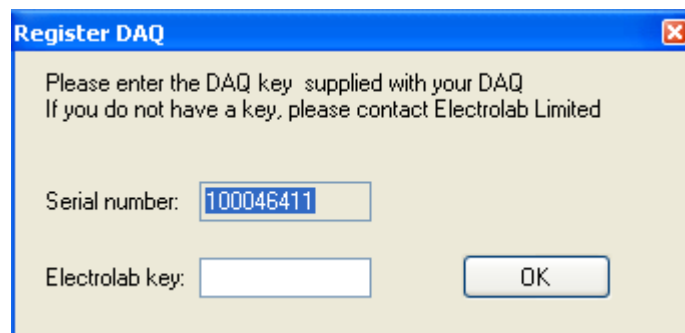 Register DAQ
Please enter the DAQ key supplied with your DAQ
If you do not have a key, please contact Electrolab Limited
Serial number: 100046411
Electrolab key:
OK